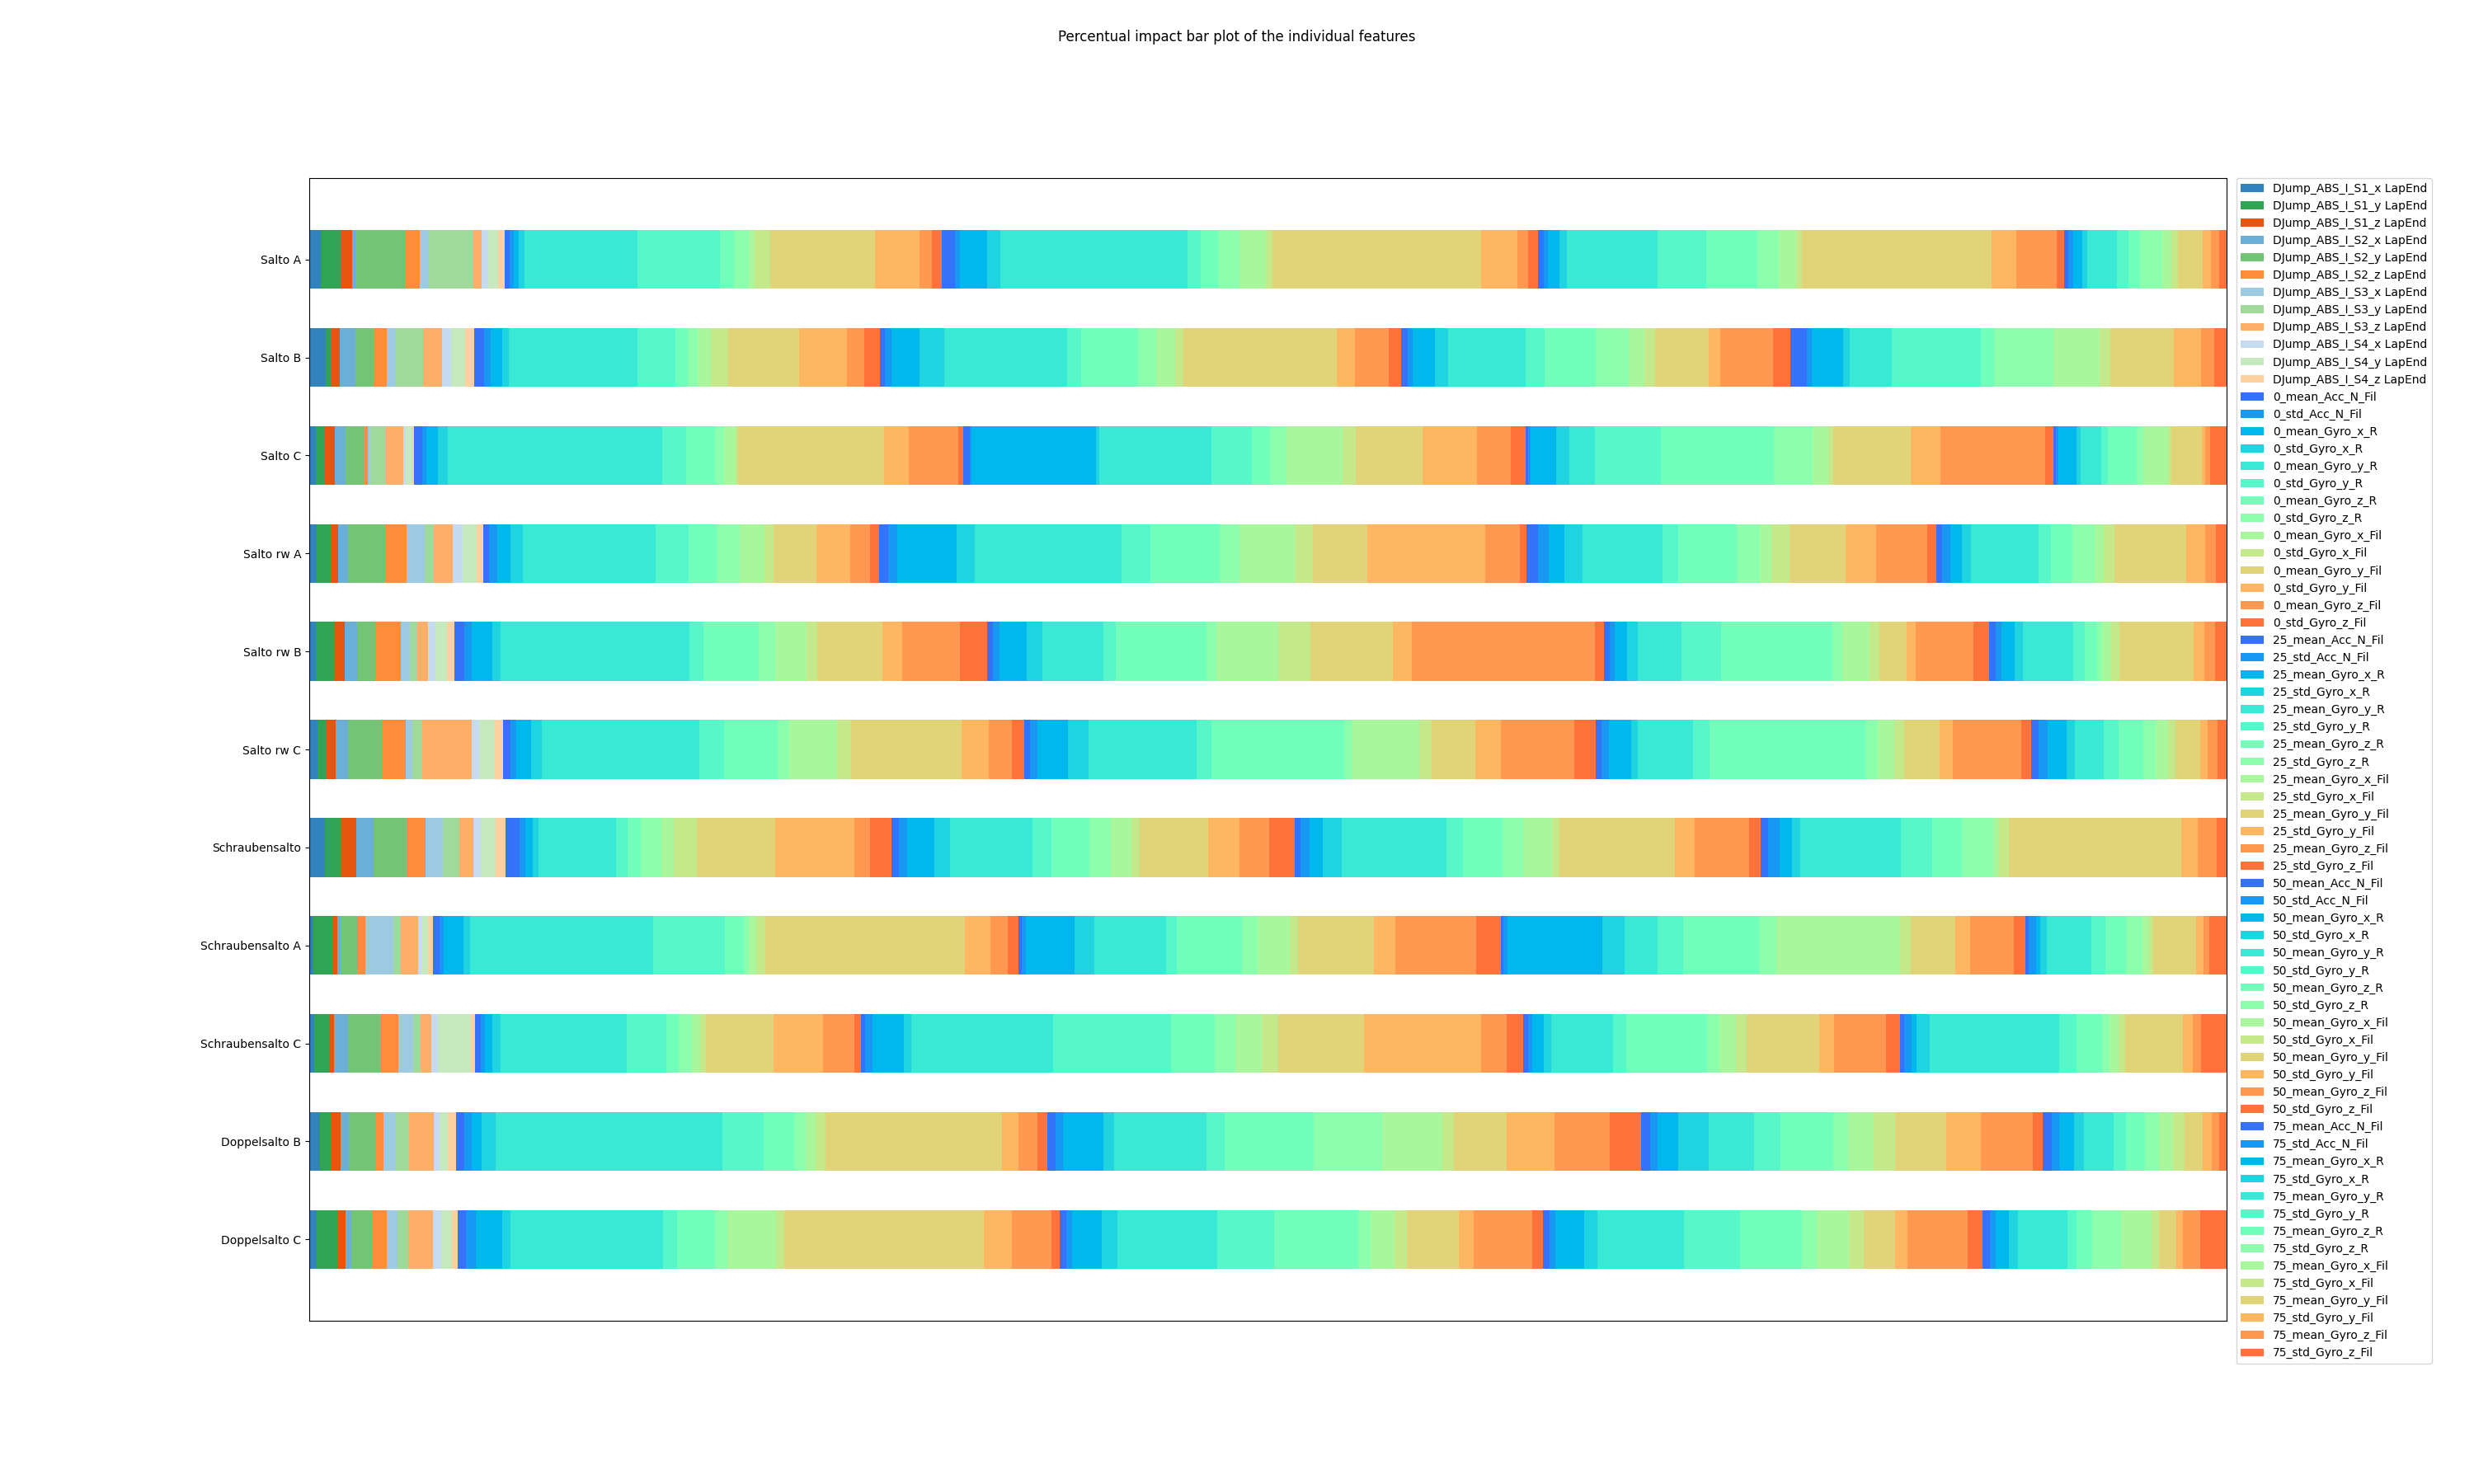 Percentual impact bar plot of the individual features
Salto A
Salto B
Salto C
Salto rw A
Salto rw B
Salto rw C
Schraubensalto
Schraubensalto A
Schraubensalto C
Doppelsalto B
Doppelsalto C
DJump_ABS_I_S1_x LapEnd
DJump_ABS_I_S1_y LapEnd
DJump_ABS_I_S1_z LapEnd
DJump_ABS_I_S2_x LapEnd
DJump_ABS_I_S2_y LapEnd
DJump_ABS_I_S2_z LapEnd
DJump_ABS_I_S3_x LapEnd
DJump_ABS_I_S3_y LapEnd
DJump_ABS_I_S3_z LapEnd
DJump_ABS_I_S4_x LapEnd
DJump_ABS_I_S4_y LapEnd
DJump_ABS_I_S4_z LapEnd
0_mean_Acc_N_Fil
0_std_Acc_N_Fil
0_mean_Gyro_x_R
0_std_Gyro_x_R
0_mean_Gyro_y_R
0_std_Gyro_y_R
0_mean_Gyro_z_R
0_std_Gyro_z_R
0_mean_Gyro_x_Fil
0_std_Gyro_x_Fil
0_mean_Gyro_y_Fil
0_std_Gyro_y_Fil
0_mean_Gyro_z_Fil
0_std_Gyro_z_Fil
25_mean_Acc_N_Fil
25_std_Acc_N_Fil
25_mean_Gyro_x_R
25_std_Gyro_x_R
25_mean_Gyro_y_R
25_std_Gyro_y_R
25_mean_Gyro_z_R
25_std_Gyro_z_R
25_mean_Gyro_x_Fil
25_std_Gyro_x_Fil
25_mean_Gyro_y_Fil
25_std_Gyro_y_Fil
25_mean_Gyro_z_Fil
25_std_Gyro_z_Fil
50_mean_Acc_N_Fil
50_std_Acc_N_Fil
50_mean_Gyro_x_R
50_std_Gyro_x_R
50_mean_Gyro_y_R
50_std_Gyro_y_R
50_mean_Gyro_z_R
50_std_Gyro_z_R
50_mean_Gyro_x_Fil
50_std_Gyro_x_Fil
50_mean_Gyro_y_Fil
50_std_Gyro_y_Fil
50_mean_Gyro_z_Fil
50_std_Gyro_z_Fil
75_mean_Acc_N_Fil
75_std_Acc_N_Fil
75_mean_Gyro_x_R
75_std_Gyro_x_R
75_mean_Gyro_y_R
75_std_Gyro_y_R
75_mean_Gyro_z_R
75_std_Gyro_z_R
75_mean_Gyro_x_Fil
75_std_Gyro_x_Fil
75_mean_Gyro_y_Fil
75_std_Gyro_y_Fil
75_mean_Gyro_z_Fil
75_std_Gyro_z_Fil